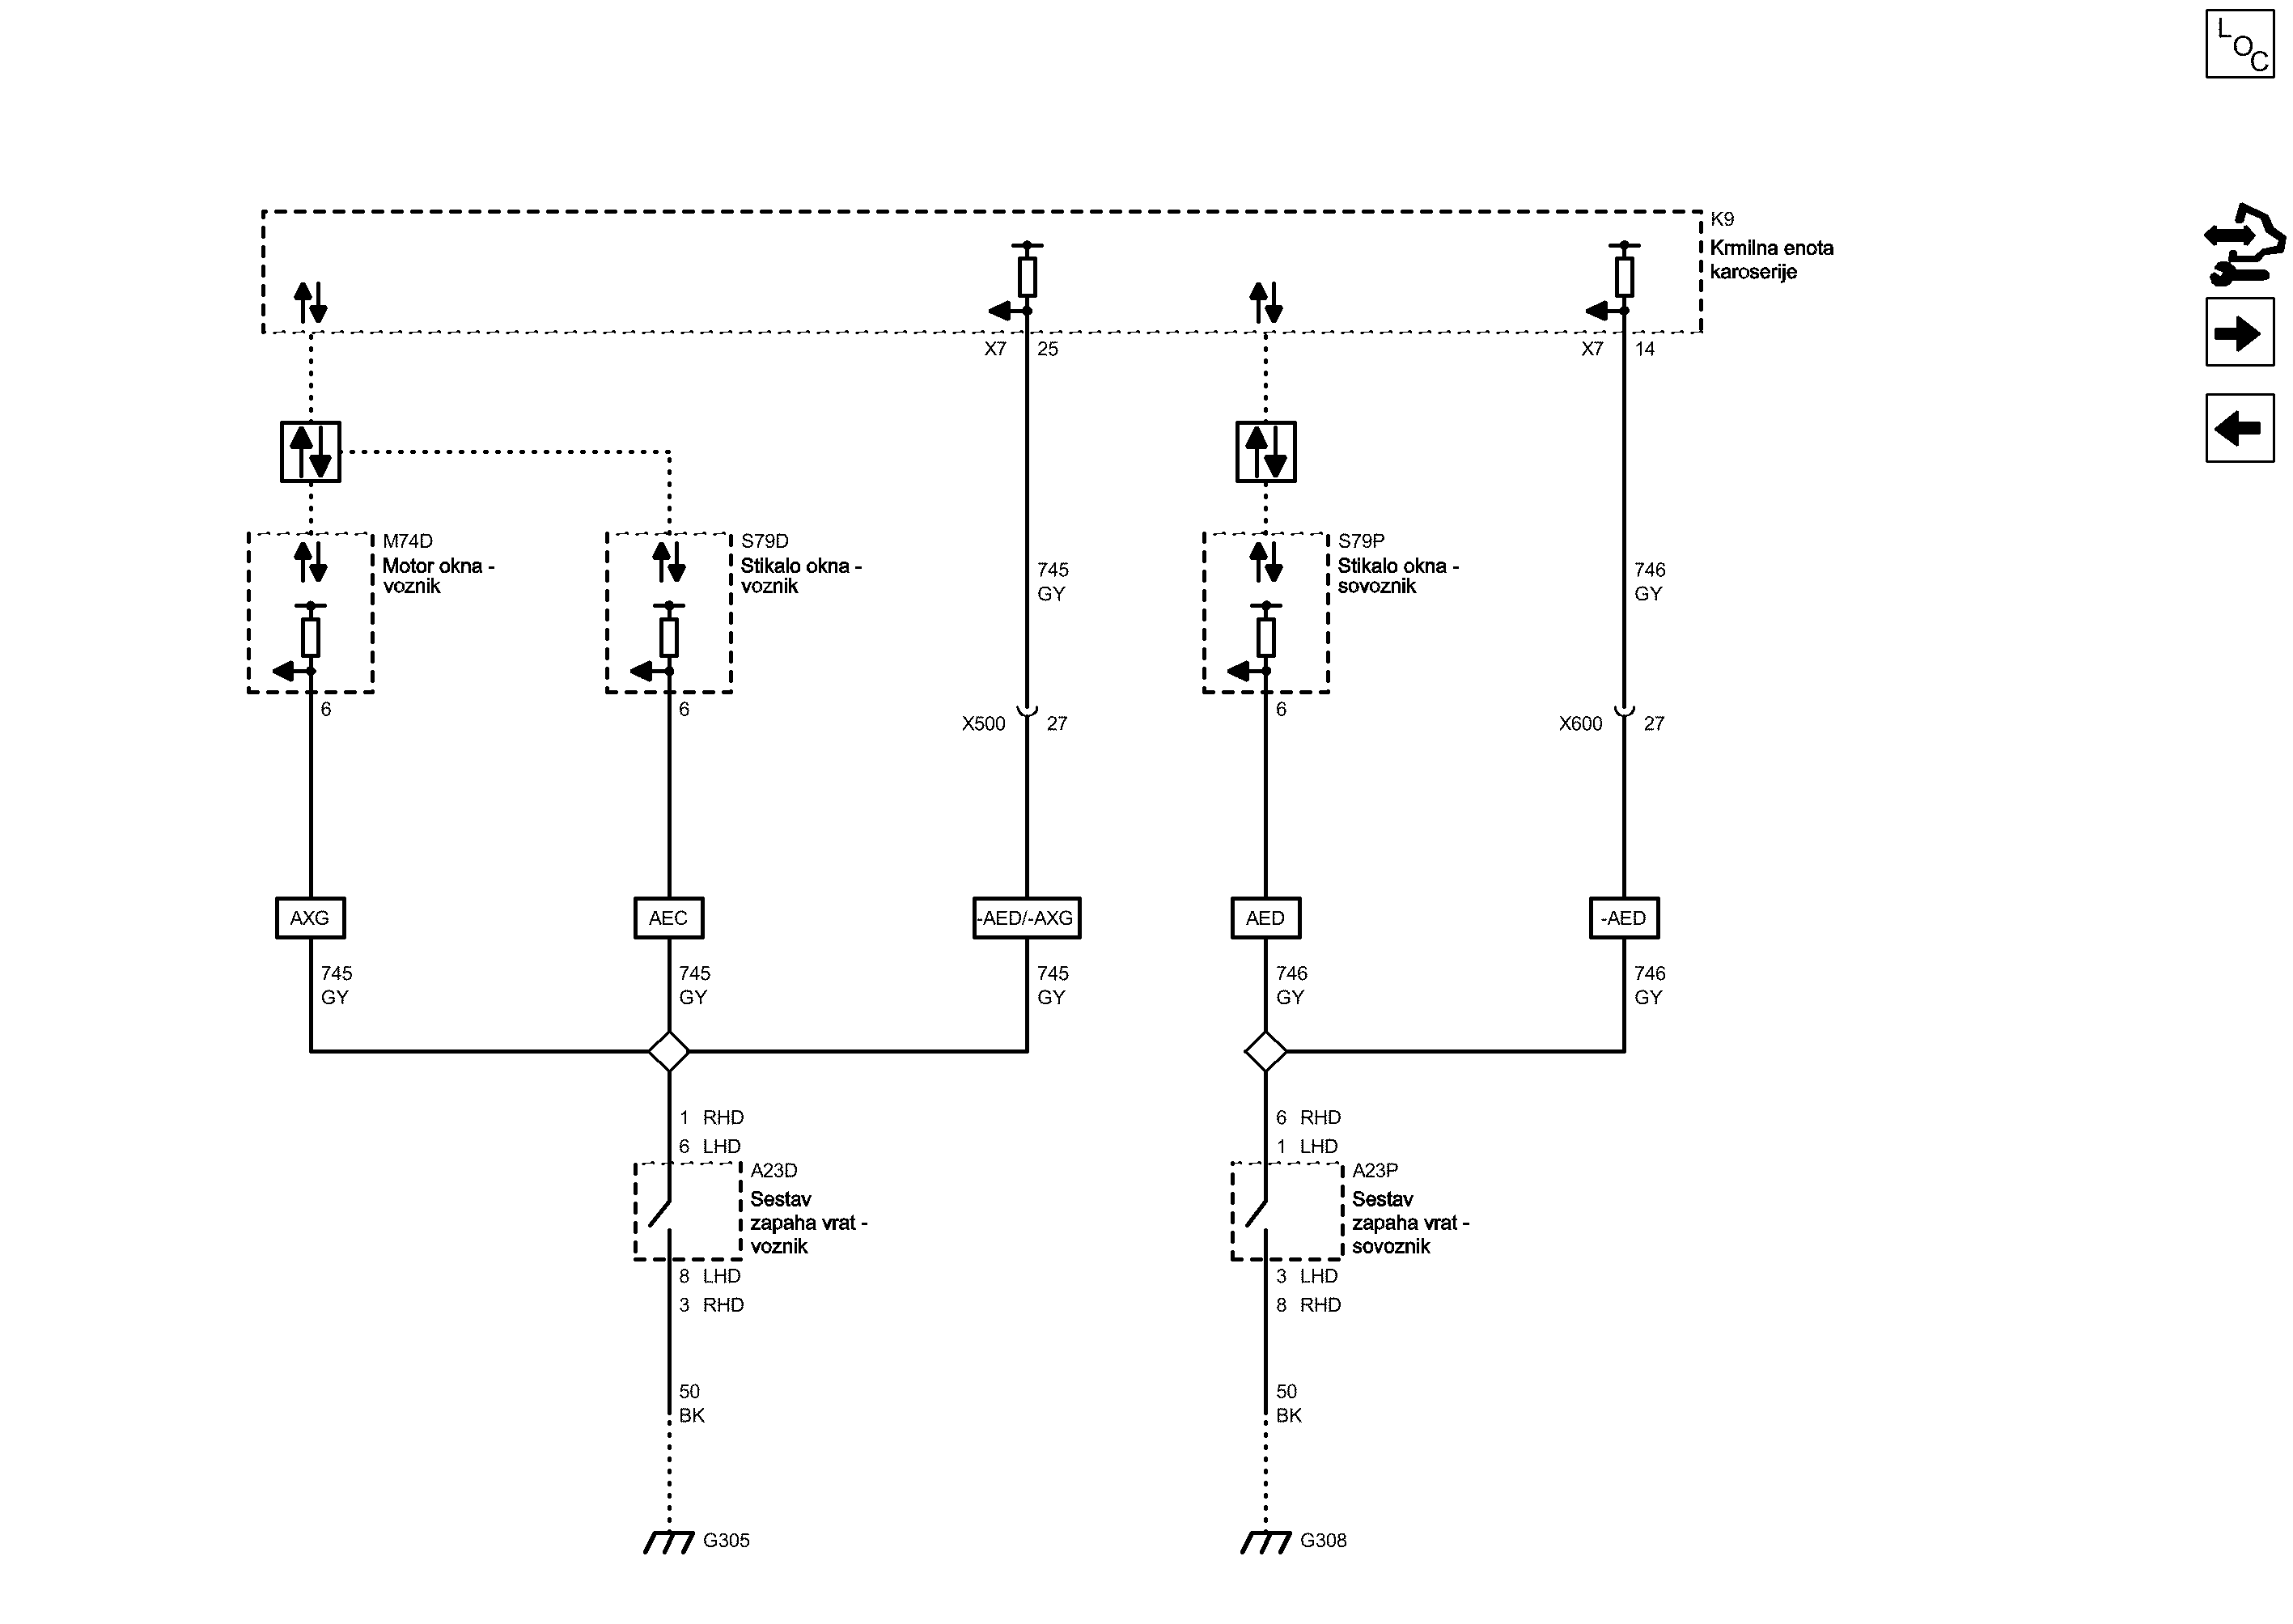 L
O
C
K9
Krmilna enota
karoserije
X7 25
X7 14
M74D
Motor okna -
voznik
S79D
Stikalo okna -
voznik
745
GY
S79P
Stikalo okna -
sovoznik
746
GY
6
6
X500 27
6
X600 27
AXG
AEC
-AED/-AXG
AED
-AED
745
GY
745
GY
745
GY
746
GY
746
GY
1 RHD
6 LHD
A23D
Sestav
zapaha vrat -
voznik
8 LHD
3 RHD
6 RHD
1 LHD
A23P
Sestav
zapaha vrat -
sovoznik
3 LHD
8 RHD
50
BK
50
BK
G305
G308